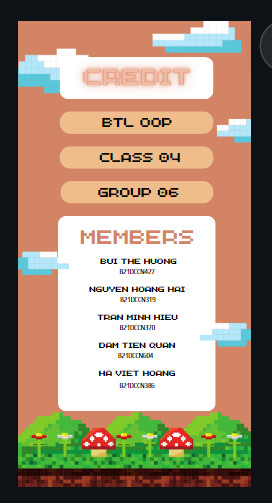 CREDIT
BTL OOP
CLASS 04
GROUP 06
MEMBERS
BUI THE HUONG
B21DCCN427
NGUYEN HOANG HAI
B21DCCN319
TRAN MINH HIEU
B21DCCN370
DAM TIEN QUAN
B21DCCN604
HA VIET HOANG
B21DCCN386